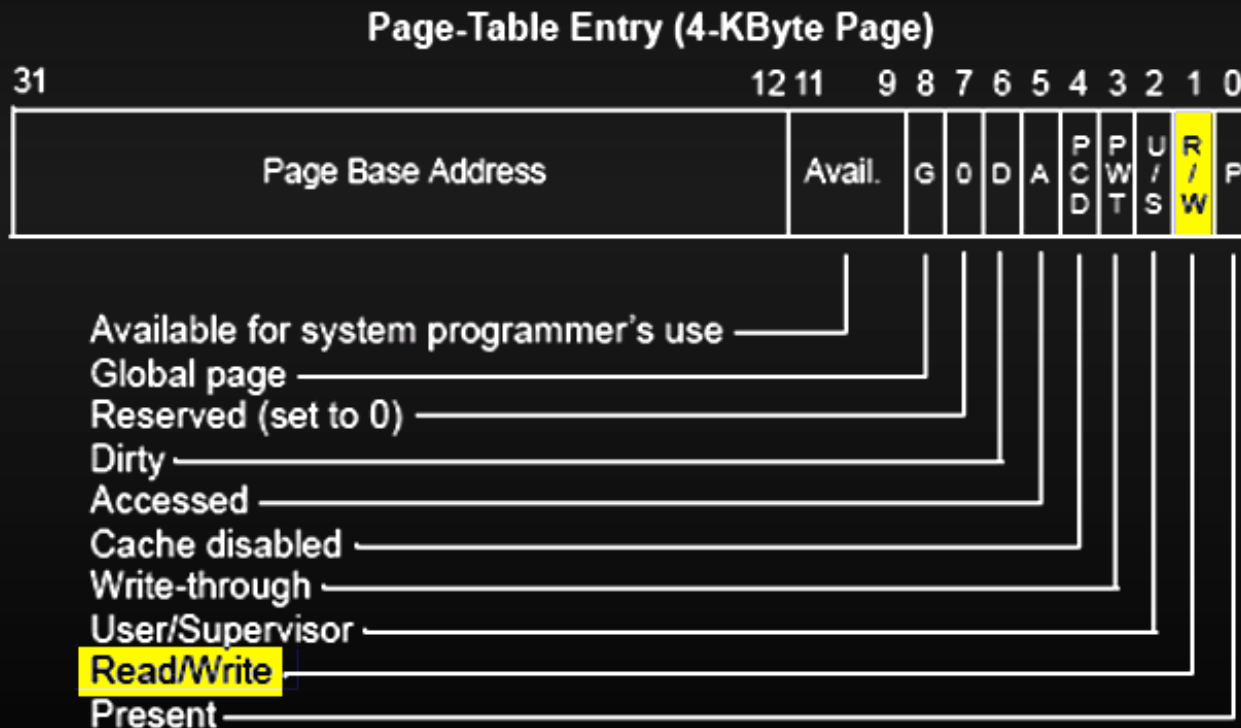 Page-Table Entry (4-KByte Page)
31 12 11 9 8 7 6 5 4 3 2 1 0
Page Base Address Avail. G 0 D A PCD PWT U/S R/W P
Available for system programmer’s use
Global page
Reserved (set to 0)
Dirty
Accessed
Cache disabled
Write-through
User/Supervisor
Read/Write
Present